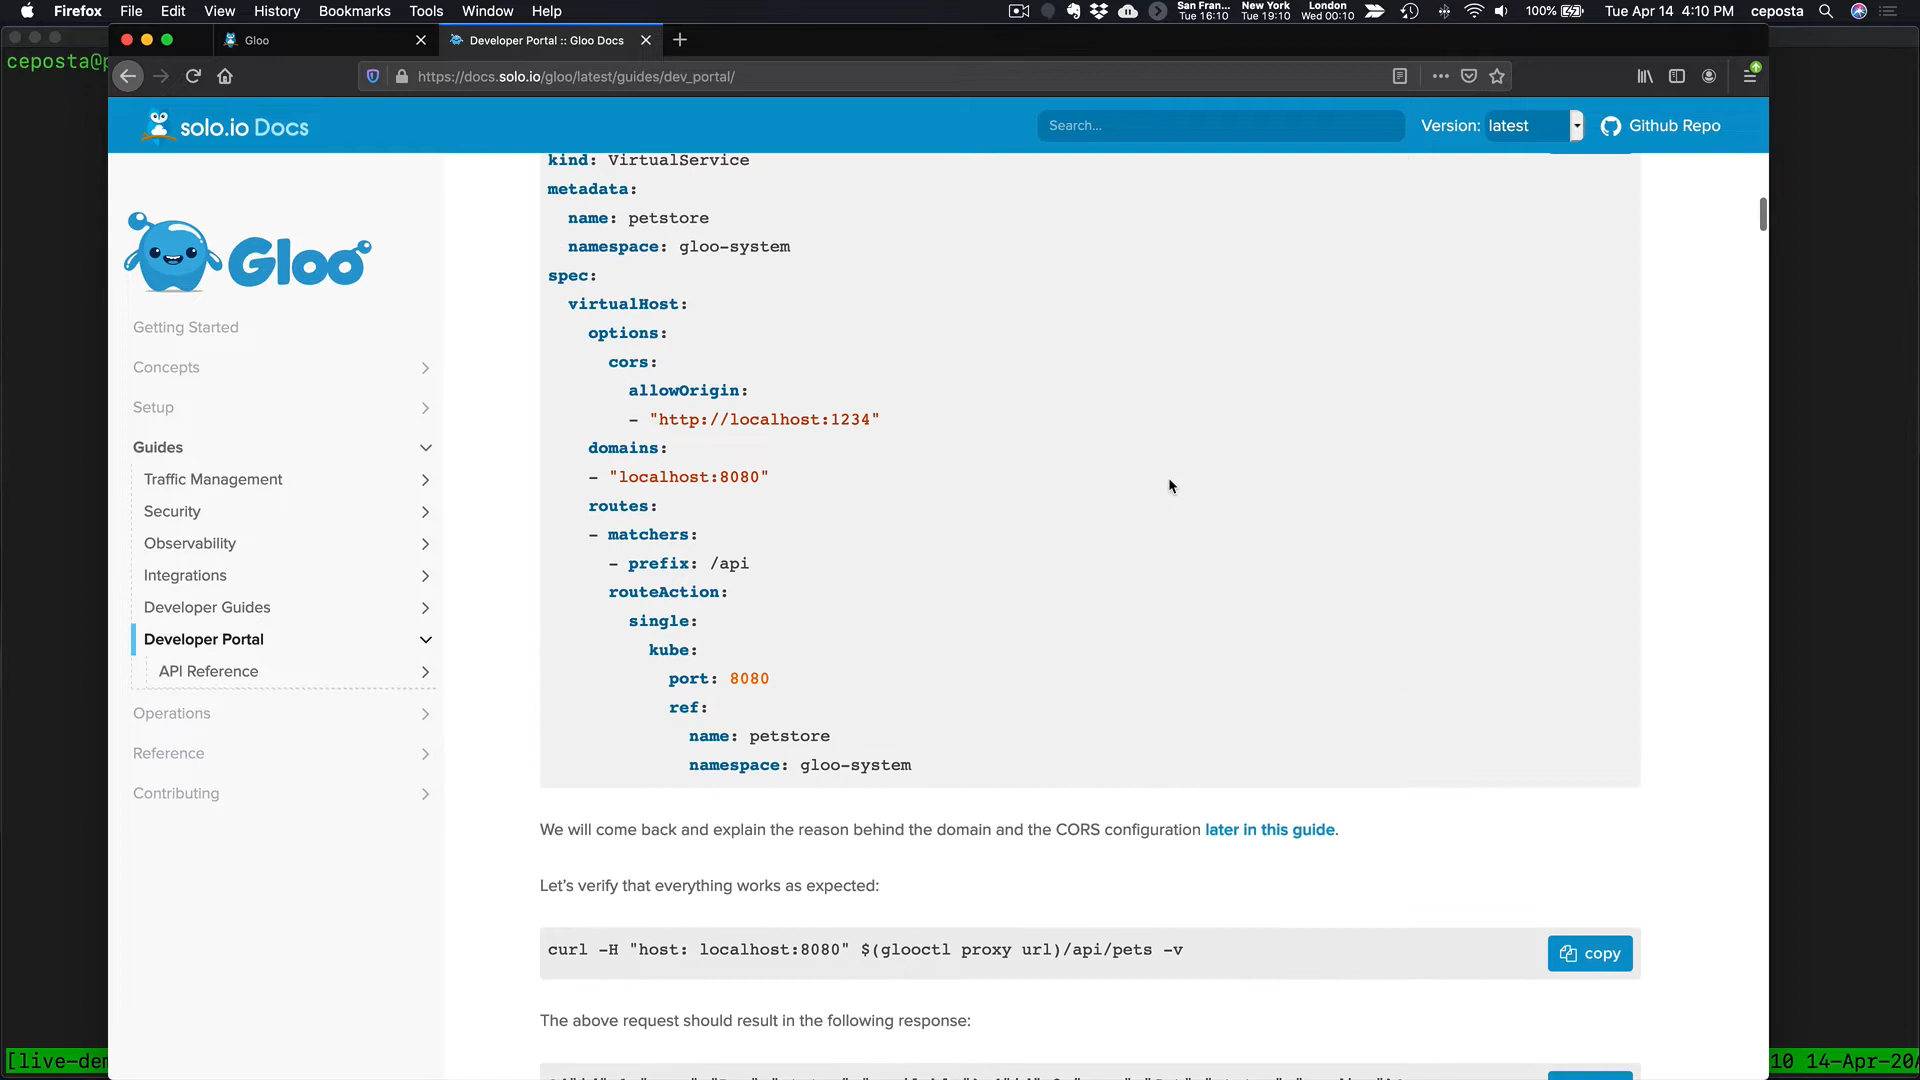 Firefox File Edit View History Bookmarks Tools Window Help
San Fran... Tue 16:10 New York Tue 19:10 London Wed 00:10 100% Tue Apr 14 4:10 PM ceposta
ceposta@p
Gloo
Developer Portal :: Gloo Docs
https://docs.solo.io/gloo/latest/guides/dev_portal/
solo.io Docs
Search...
Version: latest
Github Repo
Gloo
Getting Started
Concepts
Setup
Guides
Traffic Management
Security
Observability
Integrations
Developer Guides
Developer Portal
API Reference
Operations
Reference
Contributing
kind: VirtualService
metadata:
name: petstore
namespace: gloo-system
spec:
virtualHost:
options:
cors:
allowOrigin:
- "http://localhost:1234"
domains:
- "localhost:8080"
routes:
- matchers:
- prefix: /api
routeAction:
single:
kube:
port: 8080
ref:
name: petstore
namespace: gloo-system
We will come back and explain the reason behind the domain and the CORS configuration later in this guide.
Let's verify that everything works as expected:
curl -H "host: localhost:8080" $(glooctl proxy url)/api/pets -v
copy
The above request should result in the following response:
[live-dem
10 14-Apr-20